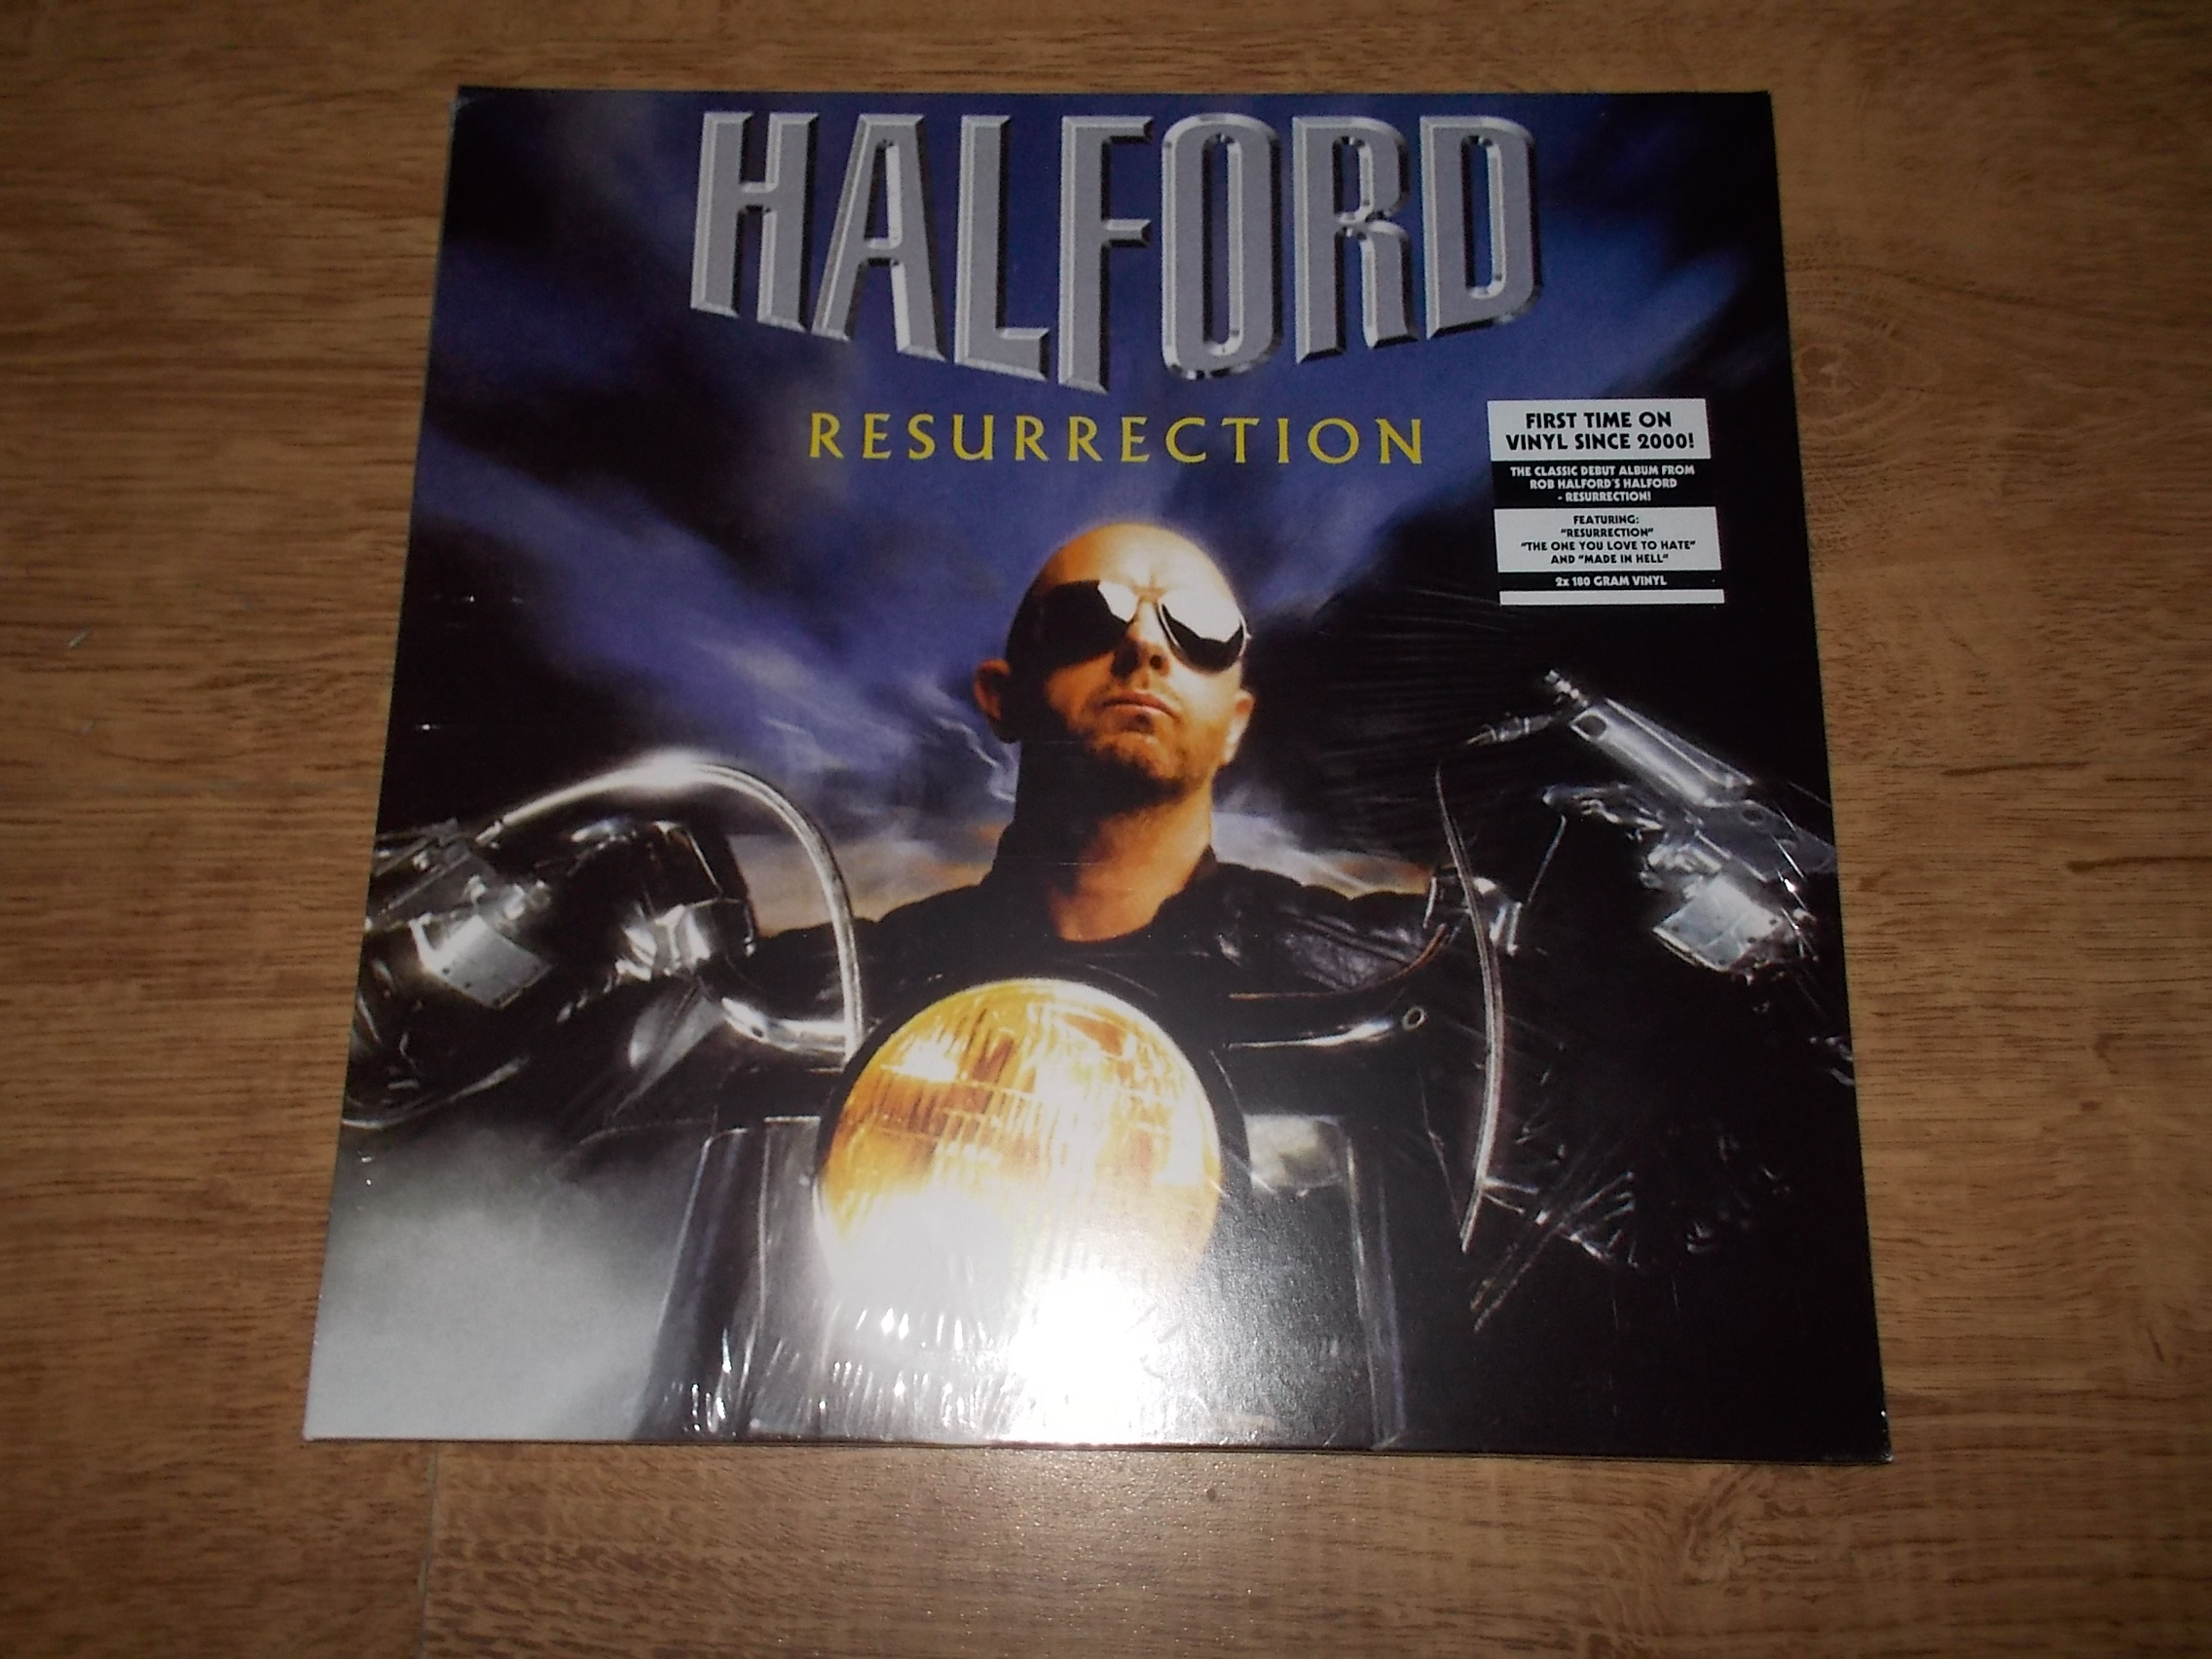 HALFORD
RESURRECTION
FIRST TIME ON
VINYL SINCE 2000!
THE CLASSIC DEBUT ALBUM FROM
ROB HALFORD'S HALFORD
- RESURRECTION!
FEATURING:
"RESURRECTION"
"THE ONE YOU LOVE TO HATE"
AND "MADE IN HELL"
2x 180 GRAM VINYL